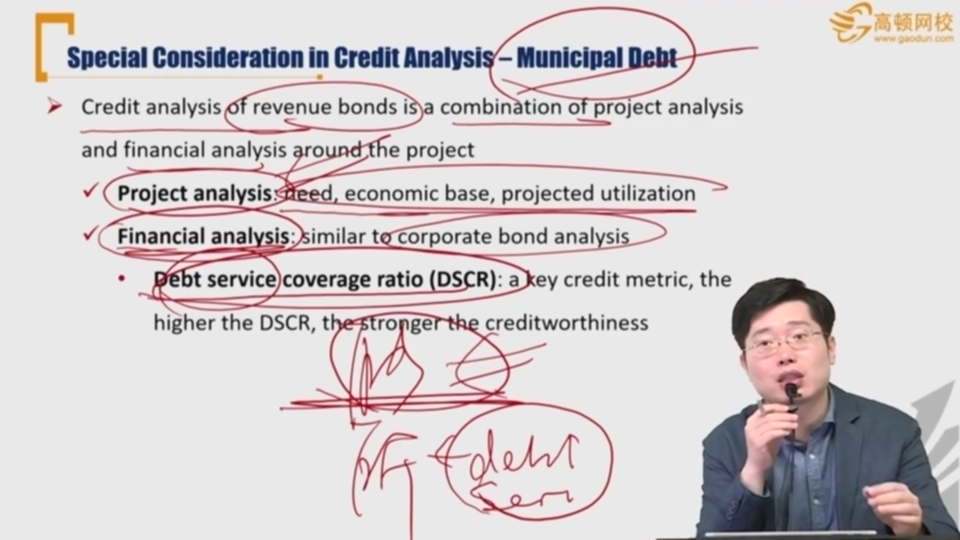 高顿网校
www.gaodun.com
Special Consideration in Credit Analysis – Municipal Debt
Credit analysis of revenue bonds is a combination of project analysis
and financial analysis around the project
Project analysis: need, economic base, projected utilization
Financial analysis: similar to corporate bond analysis
Debt service coverage ratio (DSCR): a key credit metric, the
higher the DSCR, the stronger the creditworthiness
debt
Seri